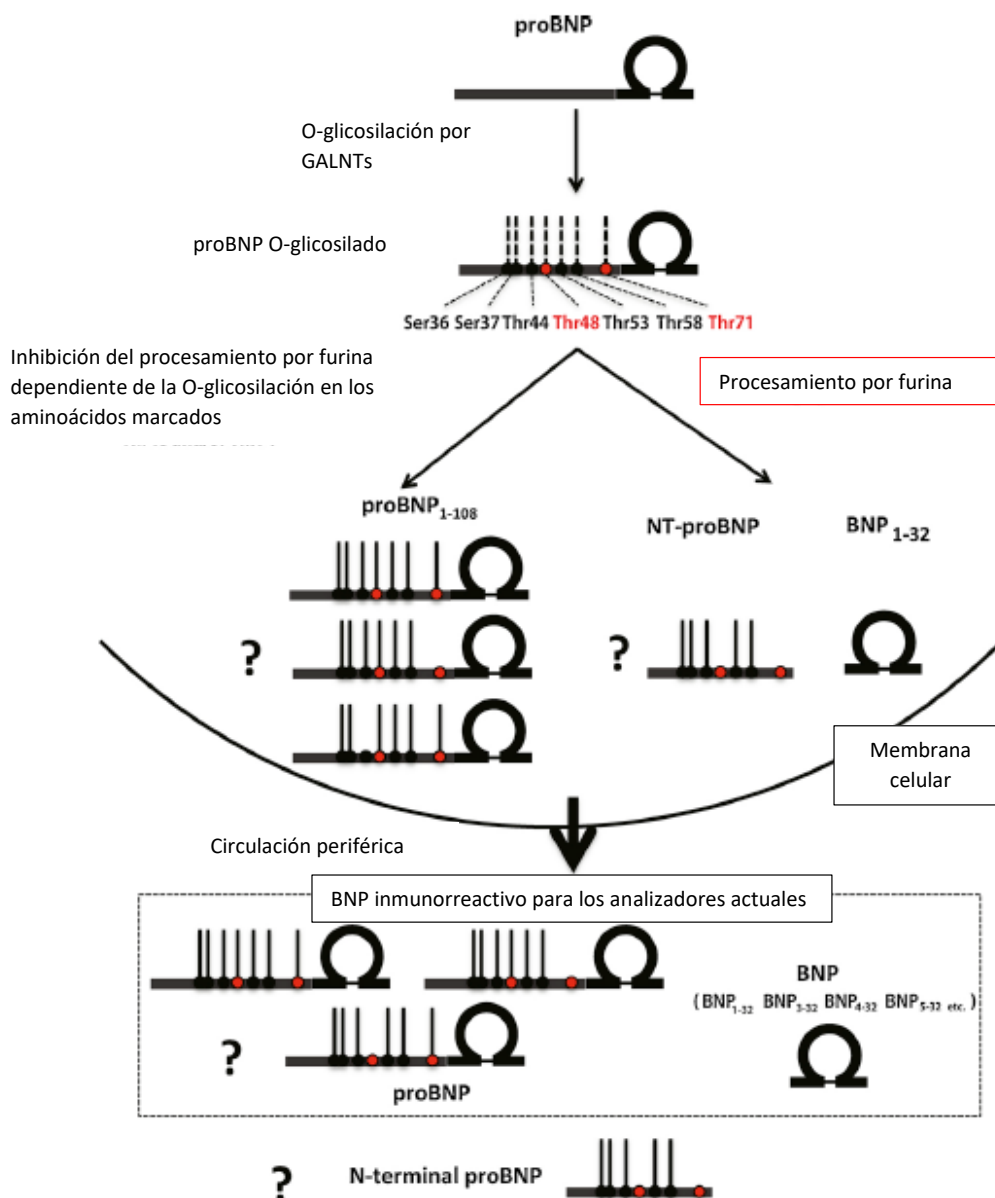 proBNP
O-glicosilación por
GALNTs
proBNP O-glicosilado
Ser36 Ser37 Thr44 Thr48 Thr53 Thr58 Thr71
Inhibición del procesamiento por furina
dependiente de la O-glicosilación en los
aminoácidos marcados
Procesamiento por furina
proBNP1-108
NT-proBNP
BNP 1-32
?
?
Membrana
celular
Circulación periférica
BNP inmunorreactivo para los analizadores actuales
BNP
(BNP1-32 BNP3-32 BNP4-32 BNP5-32 etc.)
?
proBNP
? N-terminal proBNP